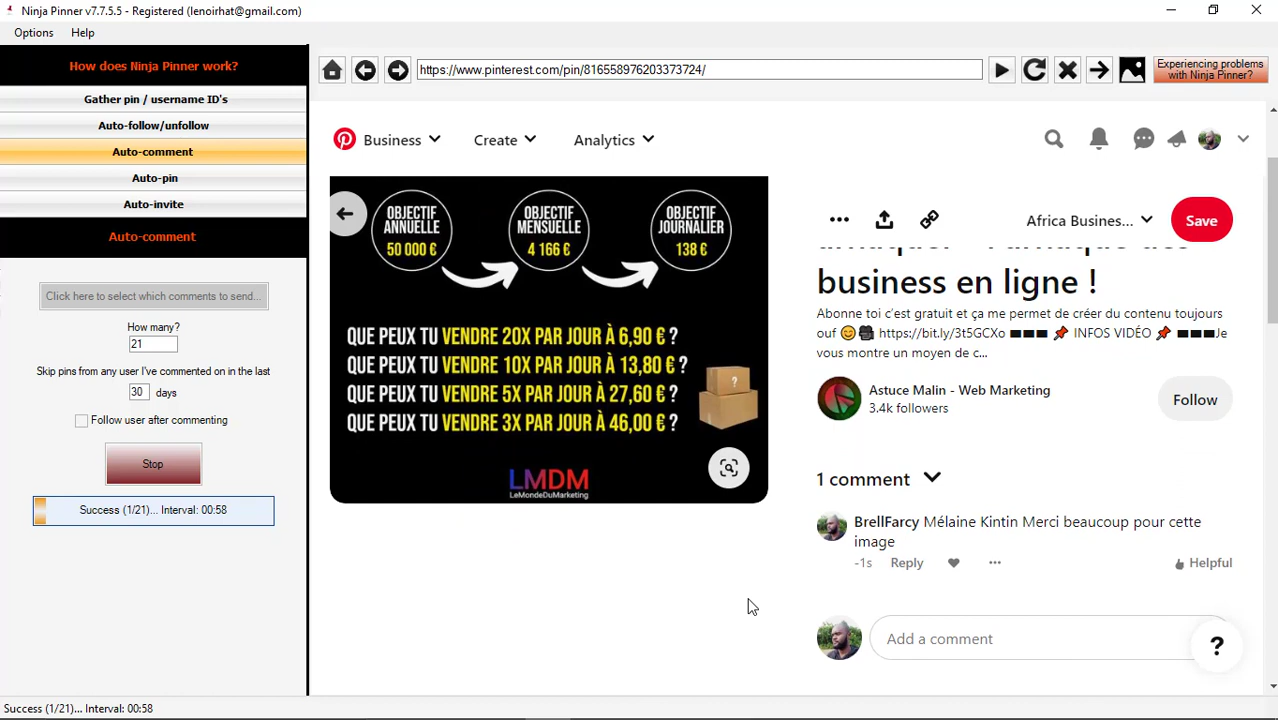 Ninja Pinner v7.7.5.5 - Registered (lenoirhat@gmail.com)
Options Help
How does Ninja Pinner work?
Gather pin / username ID's
Auto-follow/unfollow
Auto-comment
Auto-pin
Auto-invite
Auto-comment
Click here to select which comments to send...
How many?
21
Skip pins from any user I've commented on in the last
30 days
Follow user after commenting
Stop
Success (1/21)... Interval: 00:58
https://www.pinterest.com/pin/816558976203373724/
Experiencing problems
with Ninja Pinner?
Business Create Analytics
OBJECTIF
ANNUELLE
50 000 €
OBJECTIF
MENSUELLE
4 166 €
OBJECTIF
JOURNALIER
138 €
QUE PEUX TU VENDRE 20X PAR JOUR À 6,90 € ?
QUE PEUX TU VENDRE 10X PAR JOUR À 13,80 € ?
QUE PEUX TU VENDRE 5X PAR JOUR À 27,60 € ?
QUE PEUX TU VENDRE 3X PAR JOUR À 46,00 € ?
?
LMDM
LeMondeDuMarketing
Africa Busines...
Save
business en ligne !
Abonne toi c'est gratuit et ça me permet de créer du contenu toujours
ouf 😊🎥 https://bit.ly/3t5GCXo ■■■ 📌 INFOS VIDÉO 📌 ■■■Je
vous montre un moyen de c...
Astuce Malin - Web Marketing
3.4k followers
Follow
1 comment
BrellFarcy Mélaine Kintin Merci beaucoup pour cette
image
-1s Reply ... Helpful
Add a comment
?
Success (1/21)... Interval: 00:58